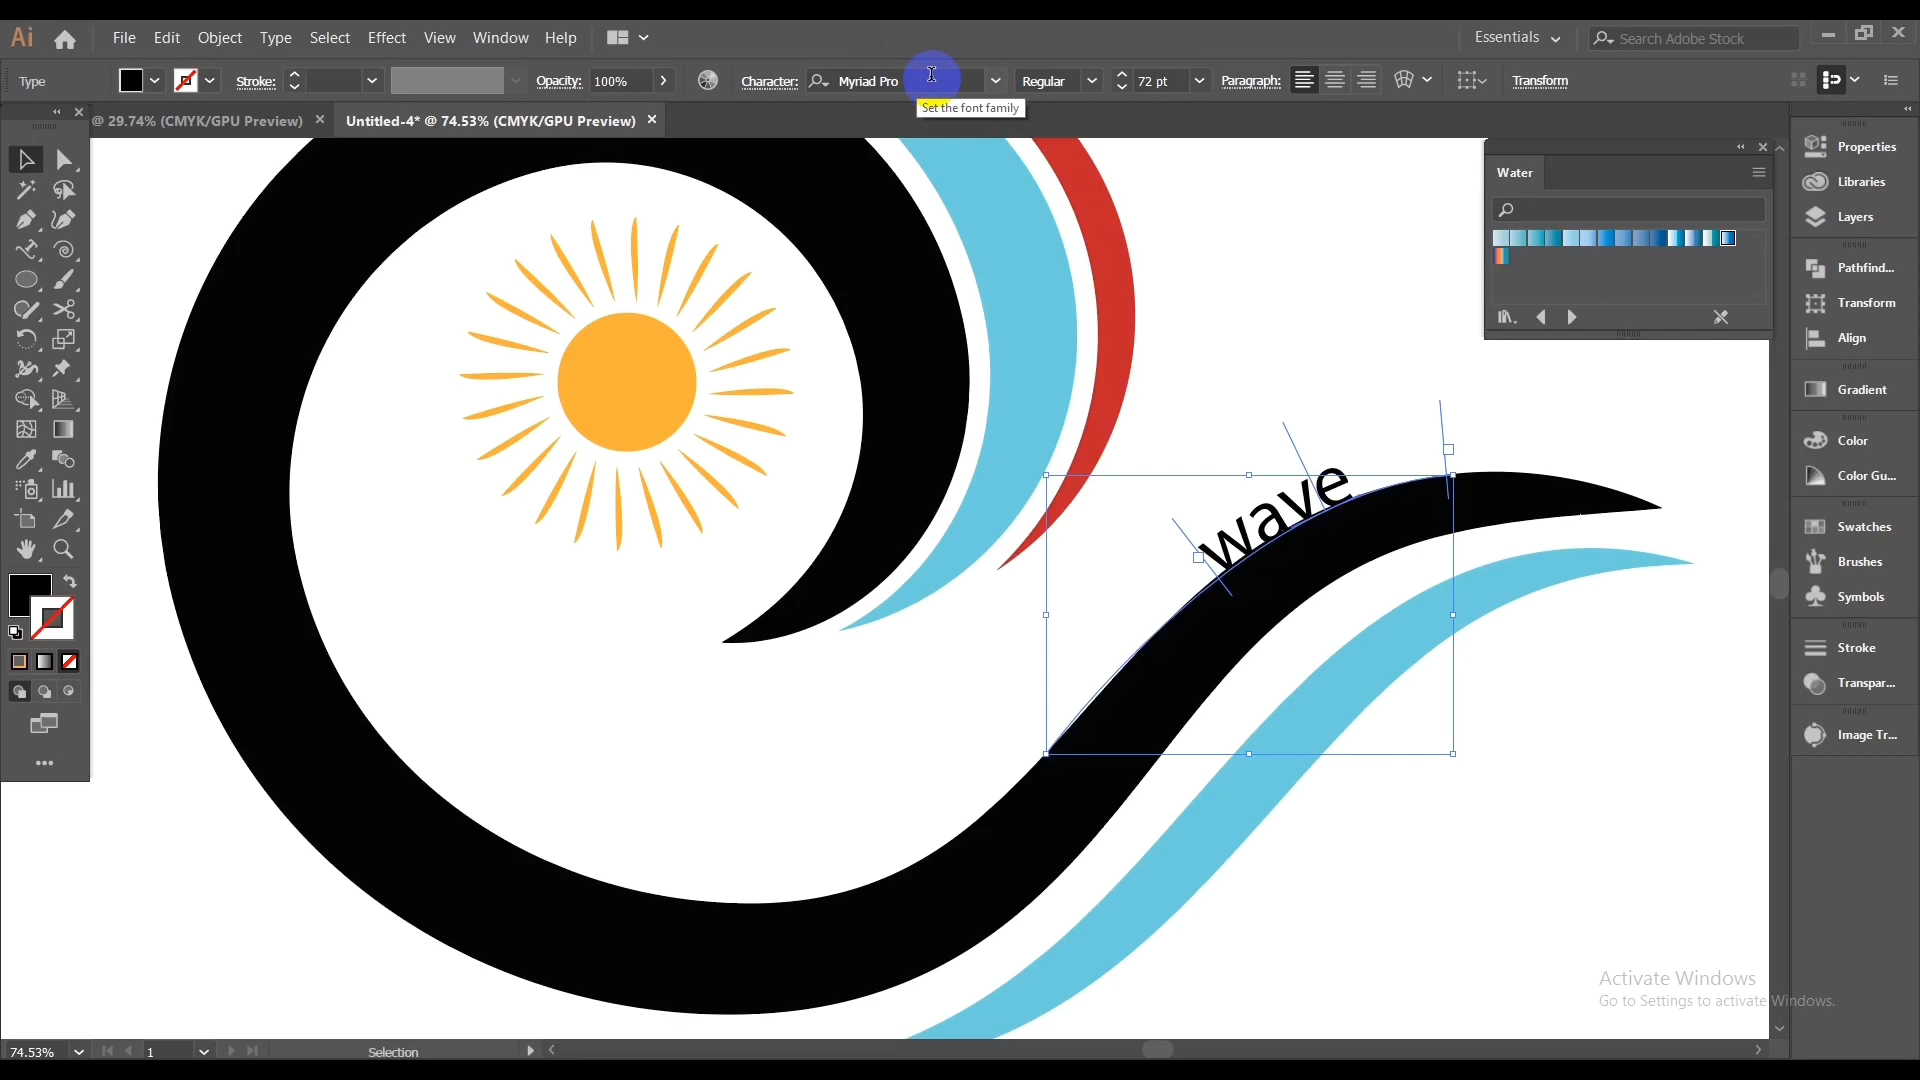 Ai File Edit Object Type Select Effect View Window Help Essentials Search Adobe Stock
Type Stroke: Opacity: 100% Character: Myriad Pro Regular 72 pt Paragraph: Transform
Set the font family
@ 29.74% (CMYK/GPU Preview) Untitled-4* @ 74.53% (CMYK/GPU Preview)
Water
Properties
Libraries
Layers
Pathfind...
Transform
Align
Gradient
Color
Color Gu...
Swatches
Brushes
Symbols
Stroke
Transpar...
Image Tr...
wave
Activate Windows
Go to Settings to activate Windows.
74.53% 1 Selection